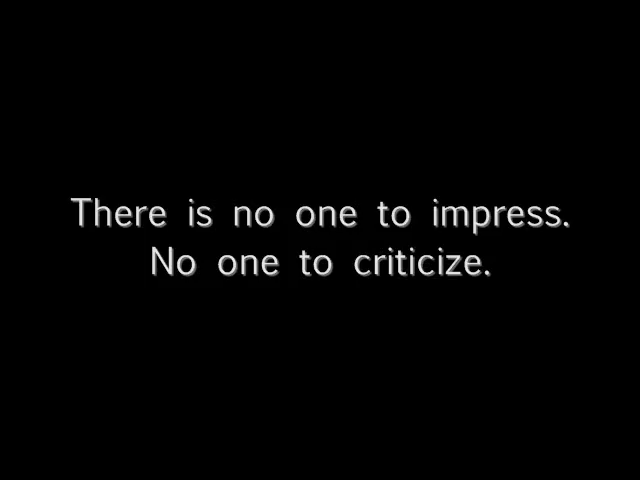 There is no one to impress.
No one to criticize.